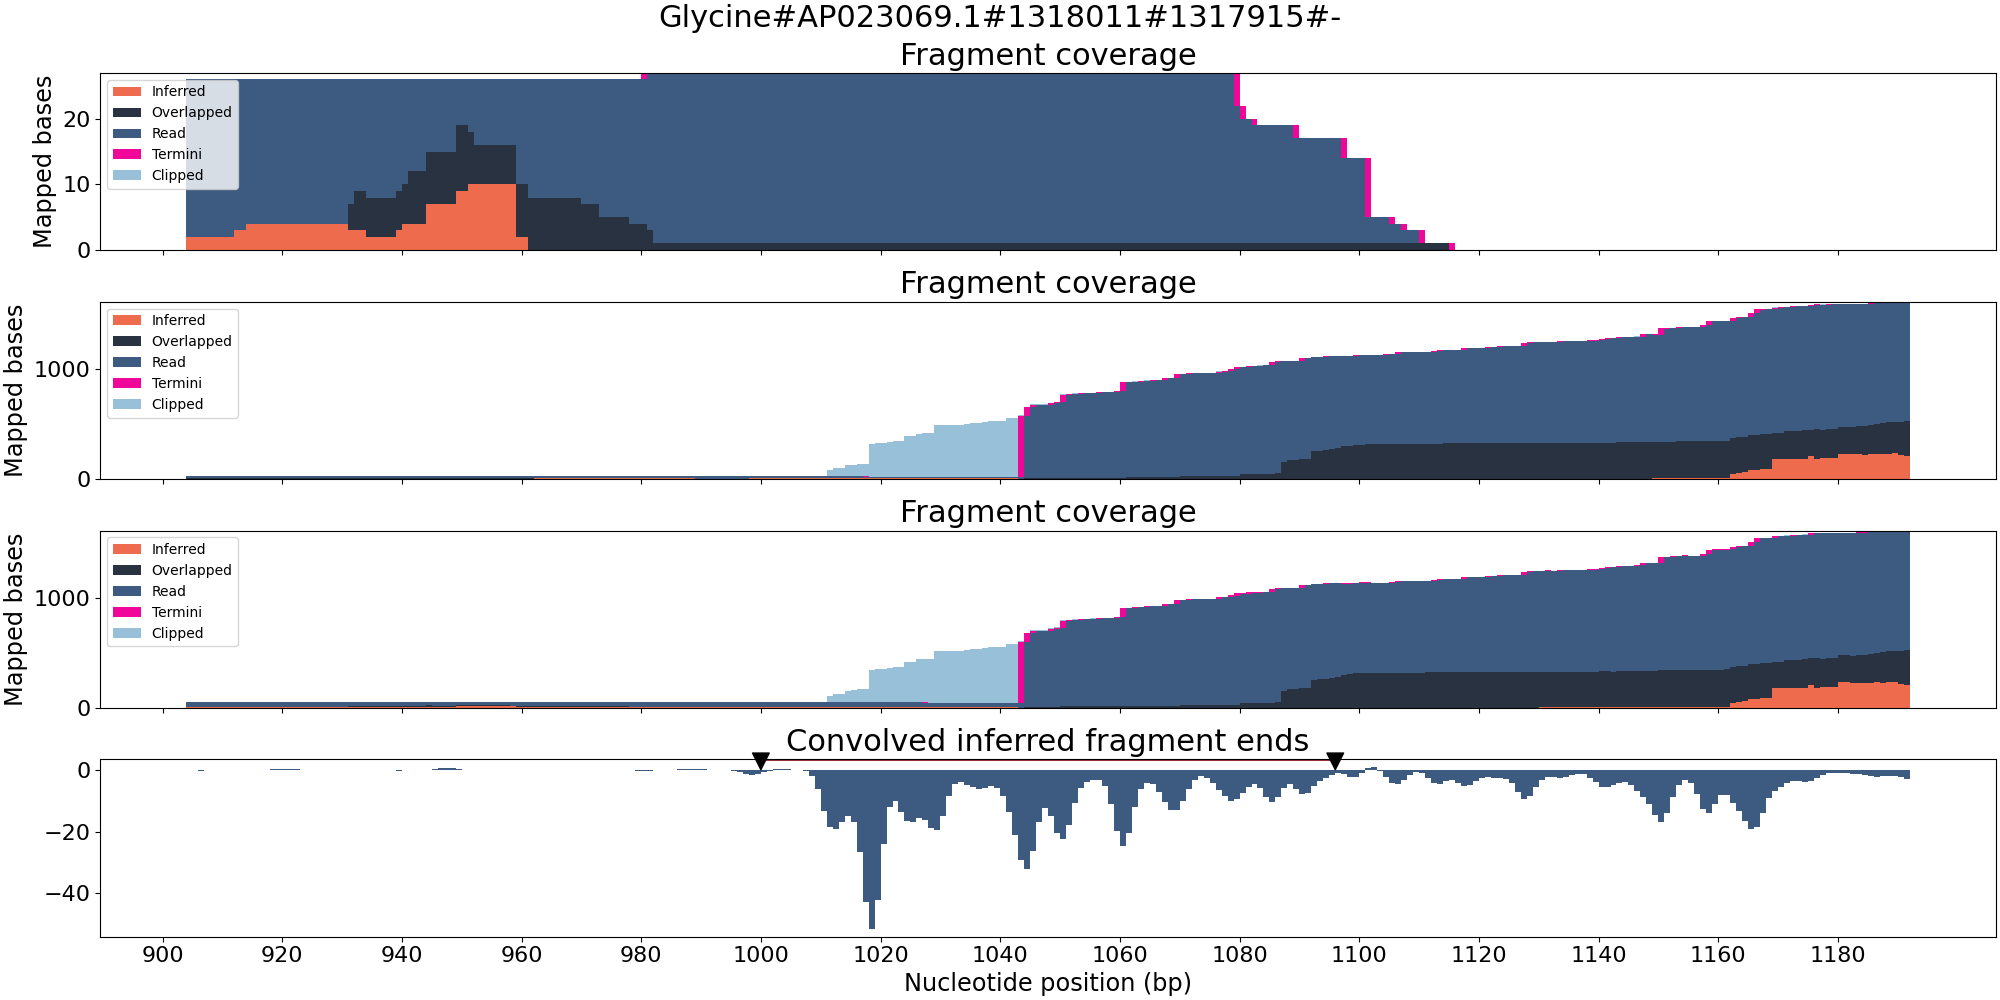 Glycine#AP023069.1#1318011#1317915#-
Fragment coverage
Mapped bases
20
10
0
Inferred
Overlapped
Read
Termini
Clipped
Fragment coverage
Mapped bases
1000
0
Inferred
Overlapped
Read
Termini
Clipped
Fragment coverage
Mapped bases
1000
0
Inferred
Overlapped
Read
Termini
Clipped
Convolved inferred fragment ends
0
−20
−40
900 920 940 960 980 1000 1020 1040 1060 1080 1100 1120 1140 1160 1180
Nucleotide position (bp)